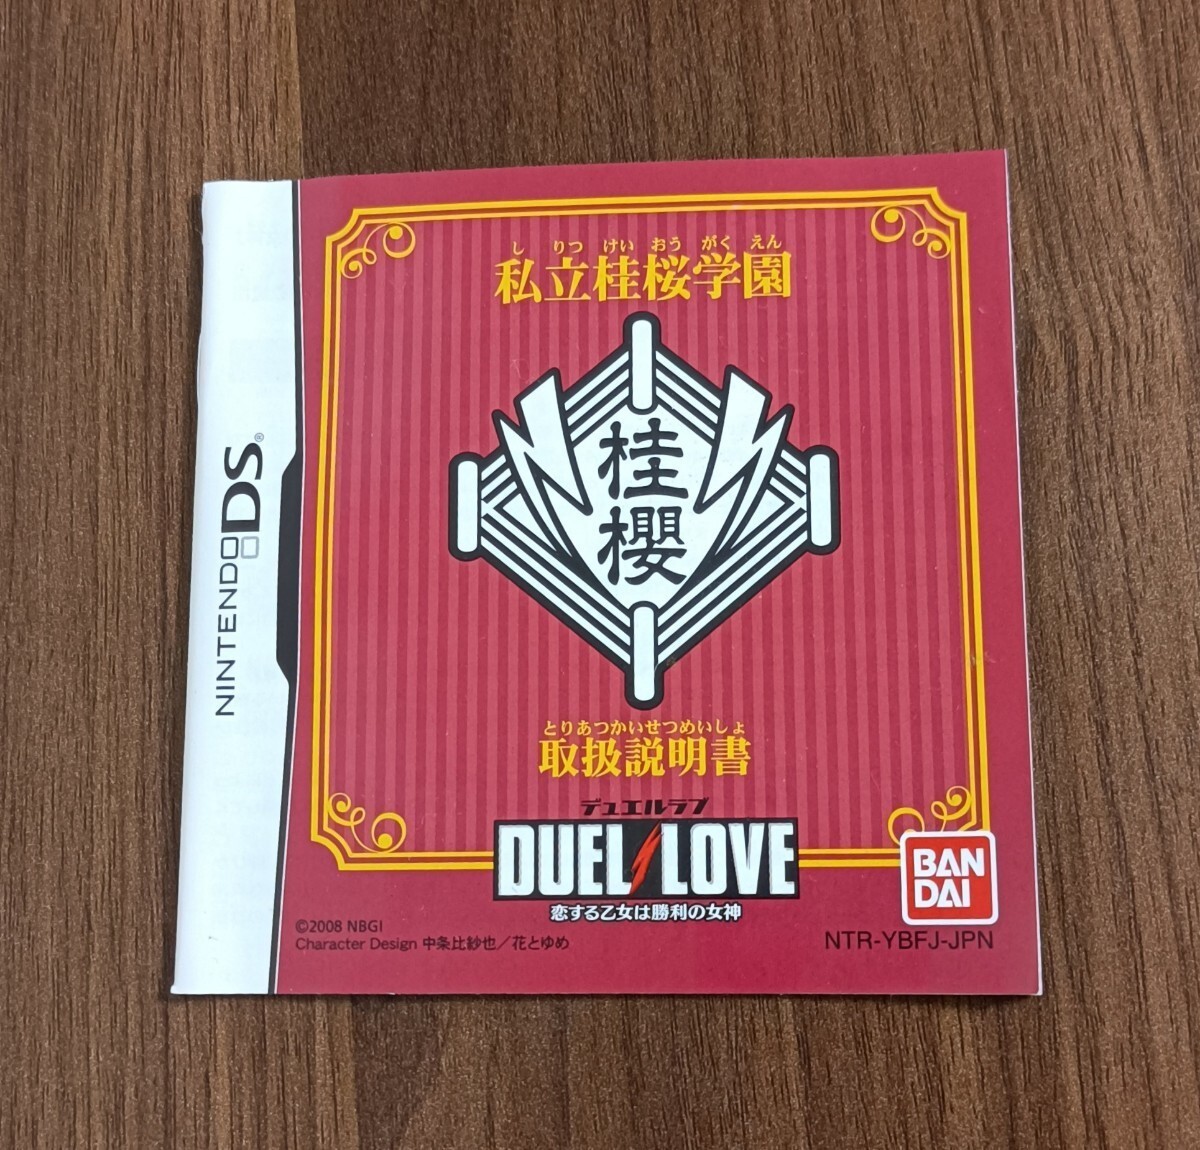 し りつ けい おう がく えん
私立桂桜学園
桂
櫻
NINTENDO DS®
とりあつかいせつめいしょ
取扱説明書
デュエルラブ
DUEL LOVE
恋する乙女は勝利の女神
BAN
DAI
©2008 NBGI
Character Design 中条比紗也／花とゆめ
NTR-YBFJ-JPN